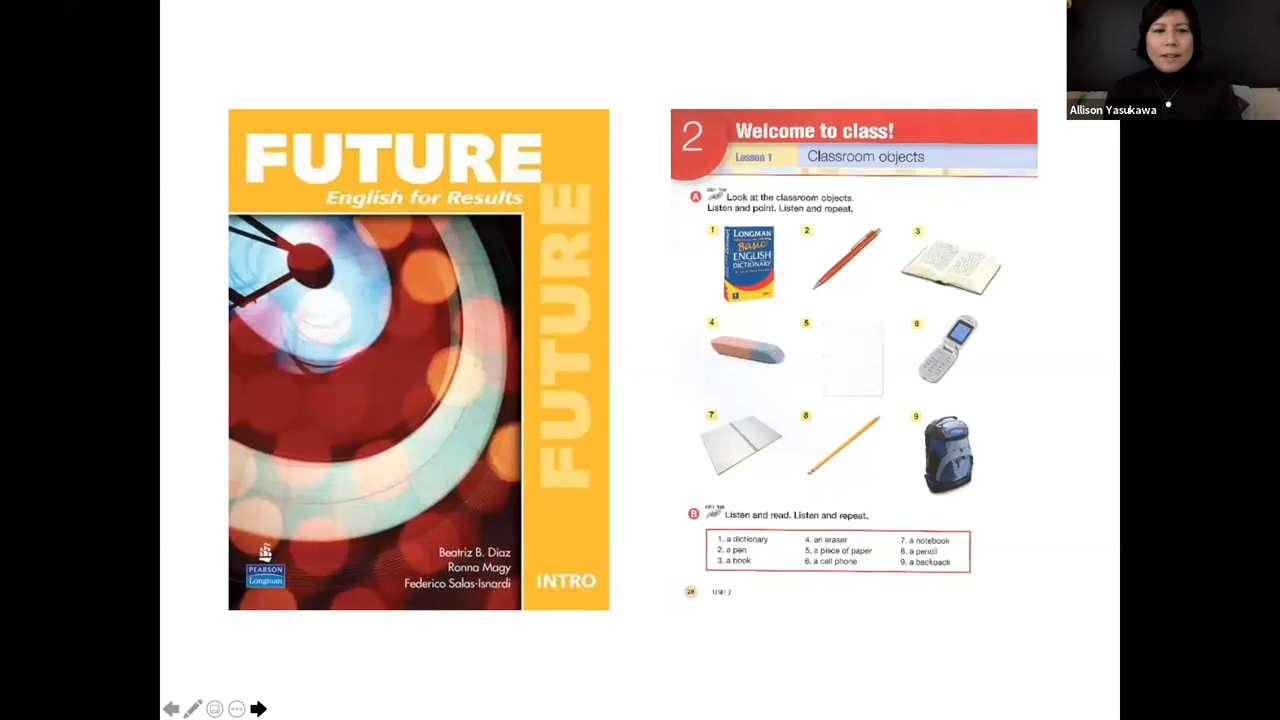 Allison Yasukawa
FUTURE
English for Results
FUTURE
Beatriz B. Diaz
Ronna Magy
Federico Salas-Isnardi
PEARSON
Longman
INTRO
2
Welcome to class!
Lesson 1
Classroom objects
A
Look at the classroom objects.
Listen and point. Listen and repeat.
1
2
3
LONGMAN
Basic
ENGLISH
DICTIONARY
4
5
6
7
8
9
B
Listen and read. Listen and repeat.
1. a dictionary
2. a pen
3. a book
4. an eraser
5. a piece of paper
6. a cell phone
7. a notebook
8. a pencil
9. a backpack
28
UNIT 2